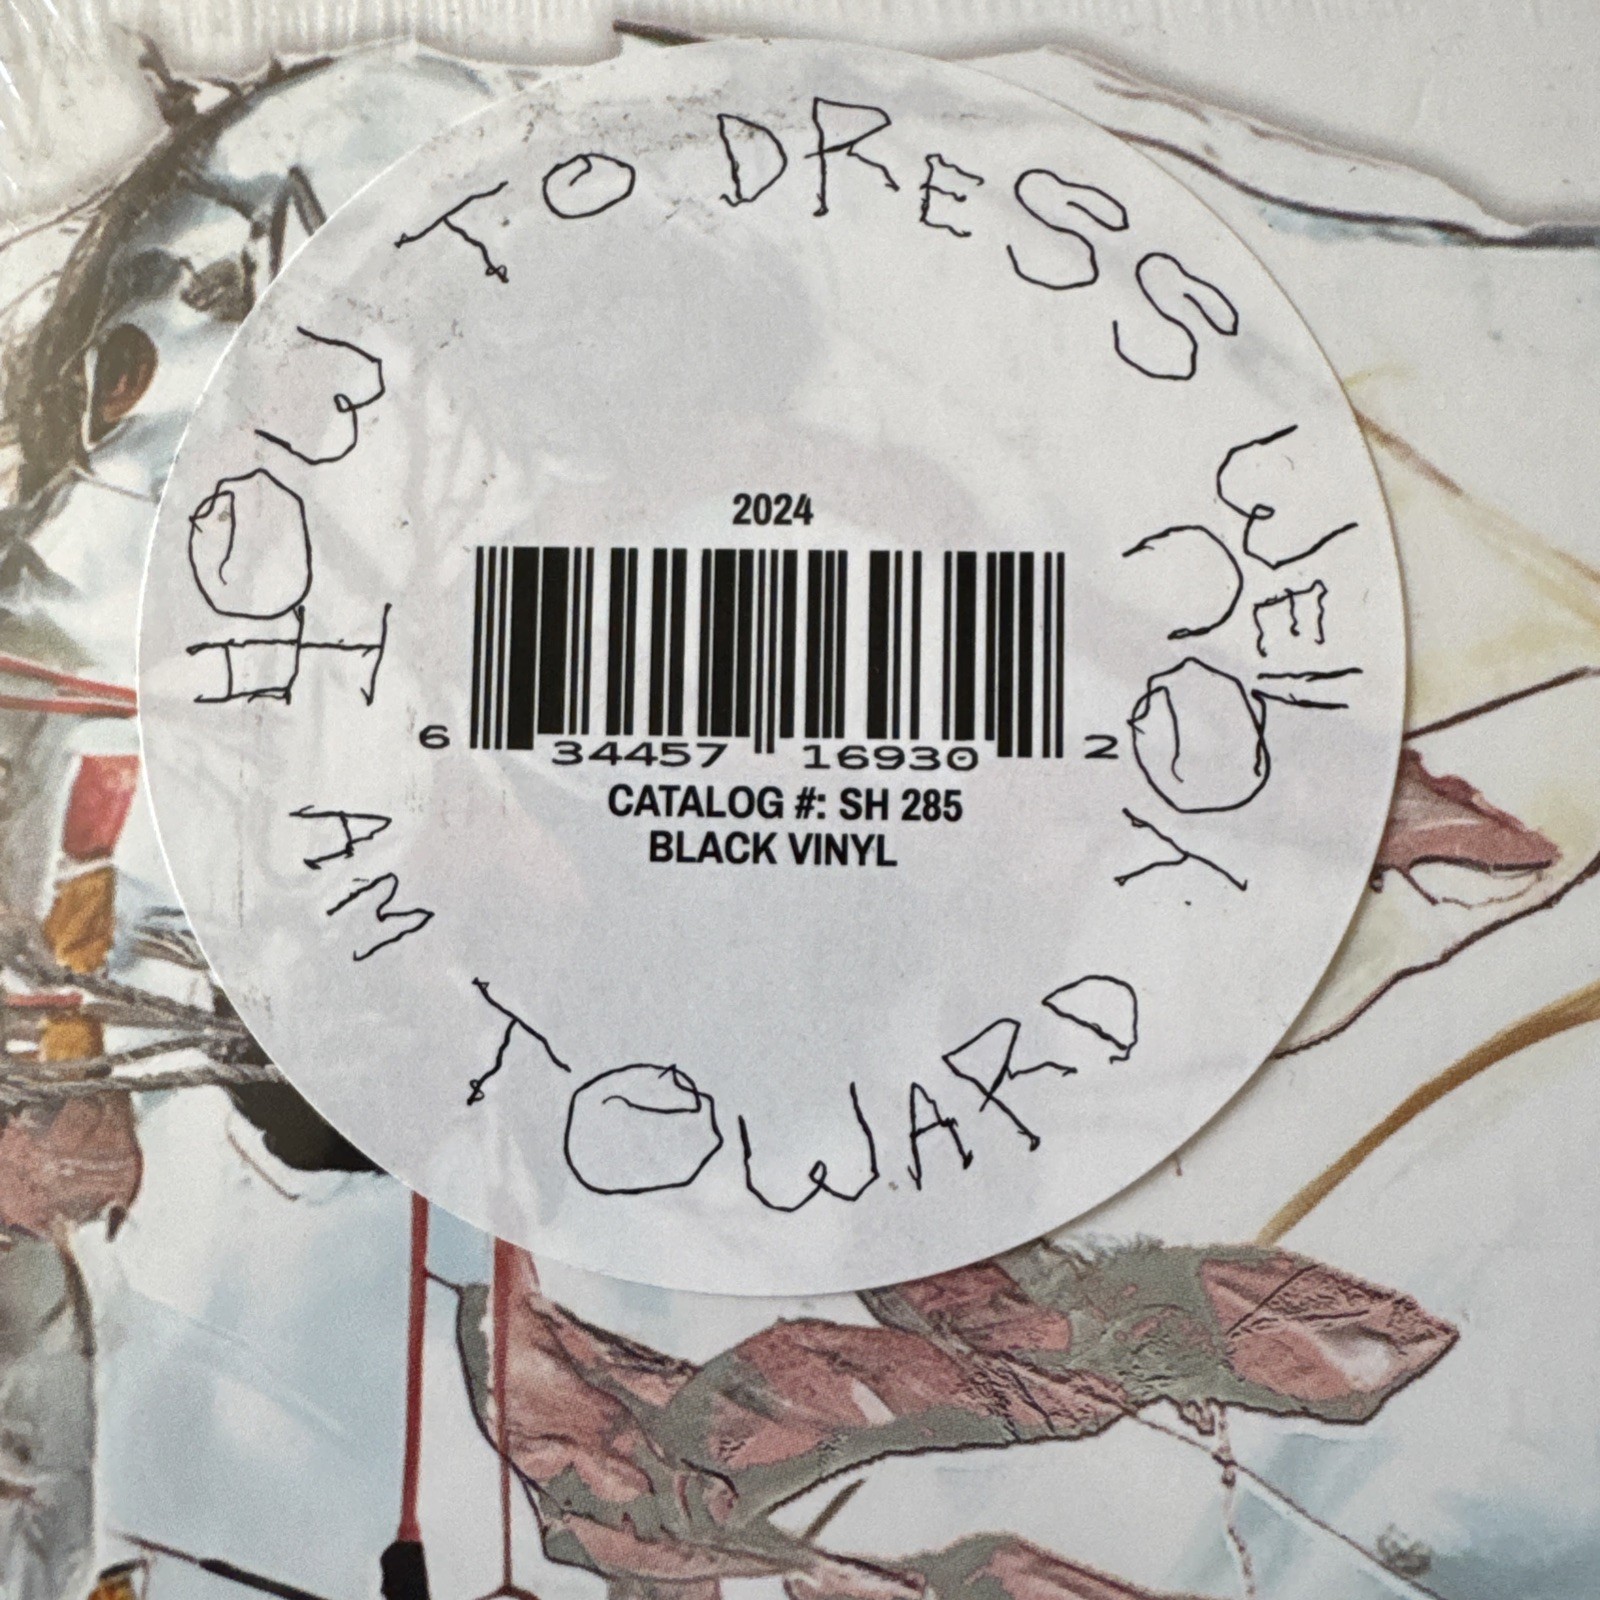 HOW TO DRESS WELL
I AM TOWARD YOU
2024
6 34457 16930 2
CATALOG #: SH 285
BLACK VINYL